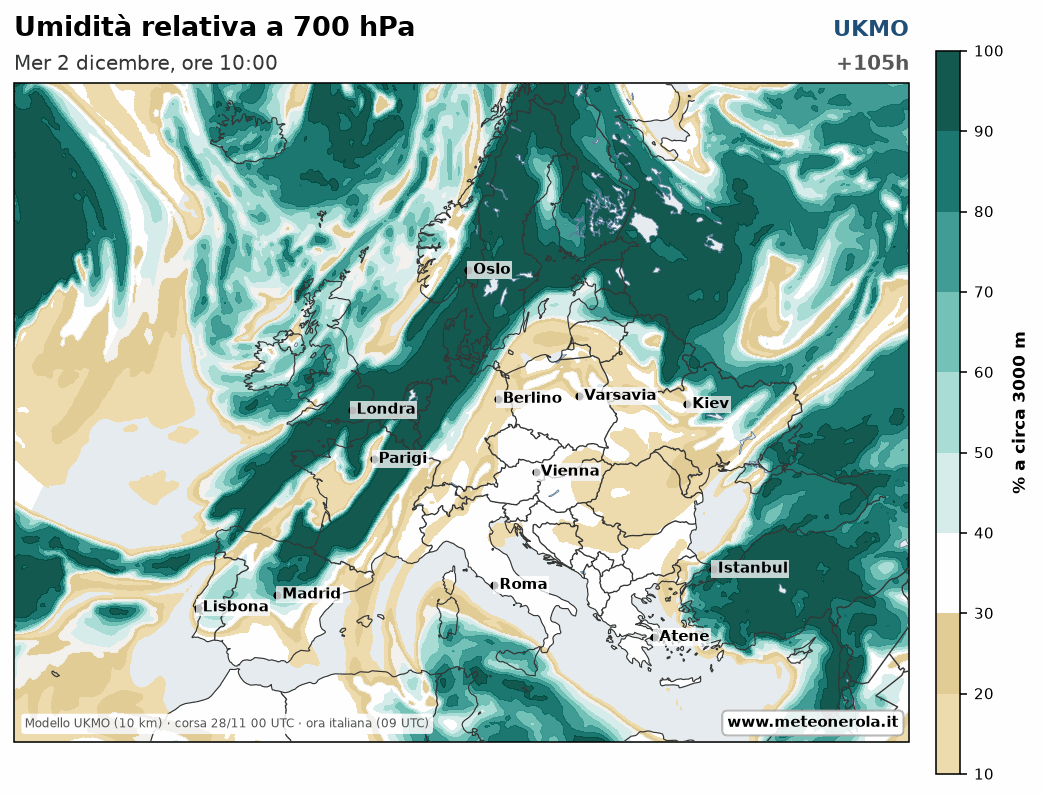 Umidità relativa a 700 hPa
UKMO
Mer 2 dicembre, ore 10:00
+105h
100
90
80
70
60
50
40
30
20
10
% a circa 3000 m
Oslo
Londra
Berlino
Varsavia
Kiev
Parigi
Vienna
Istanbul
Roma
Madrid
Lisbona
Atene
Modello UKMO (10 km) · corsa 28/11 00 UTC · ora italiana (09 UTC)
www.meteonerola.it